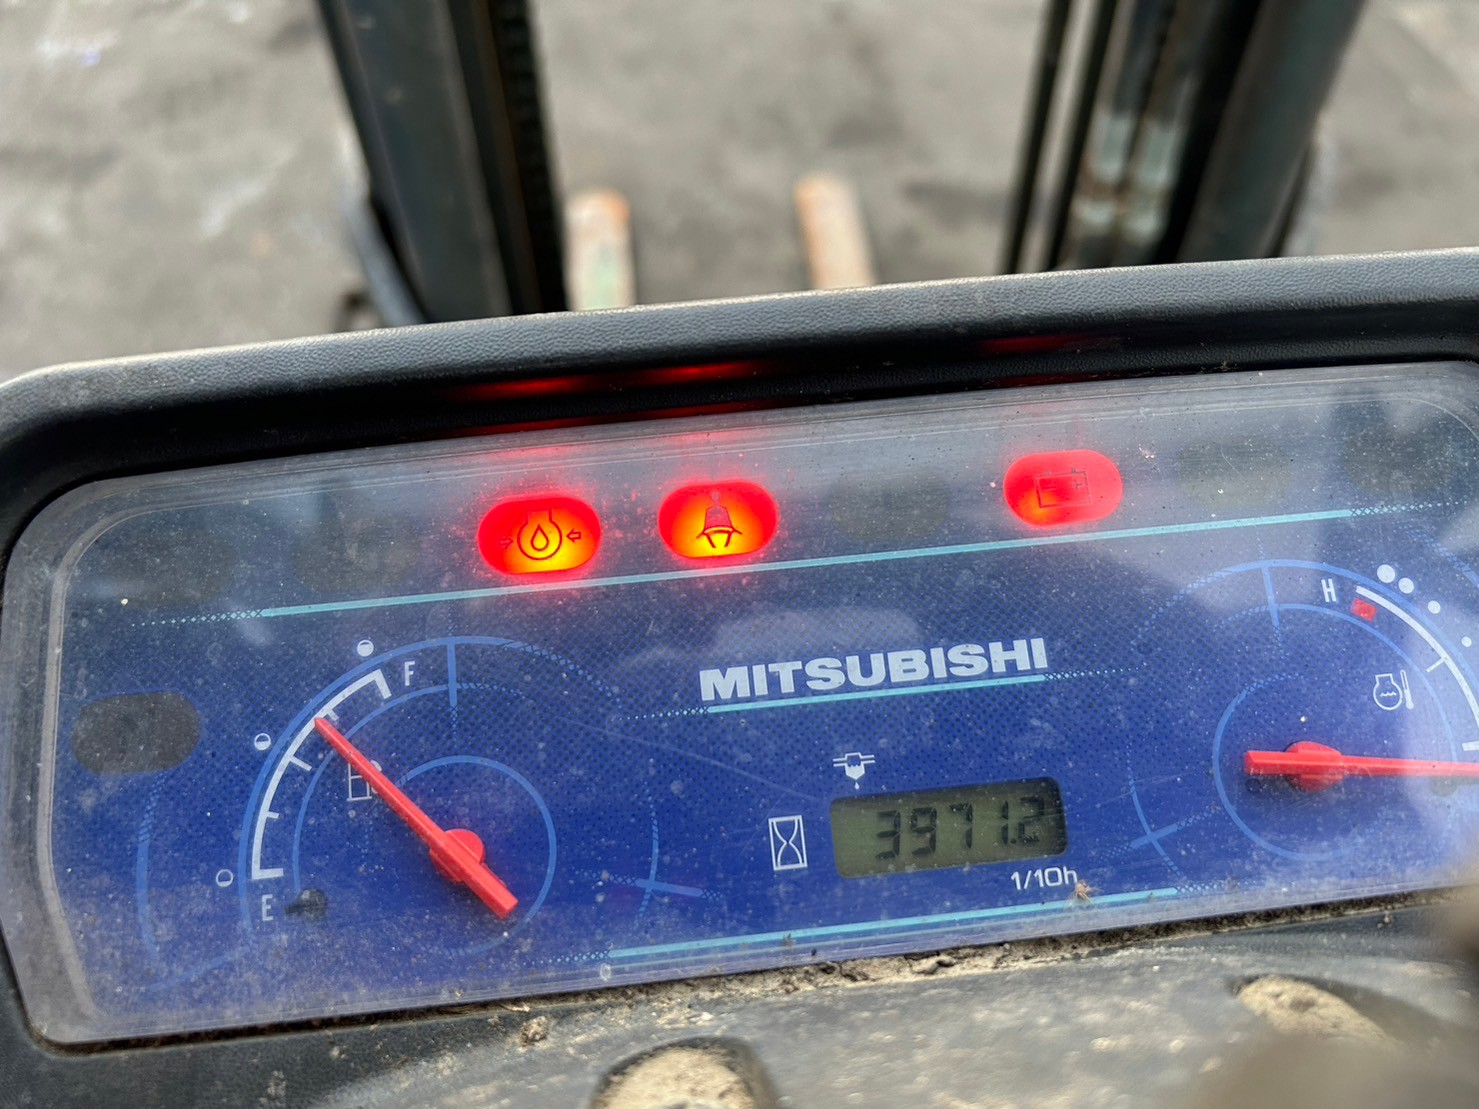 H
F
MITSUBISHI
3971.2
1/10h
E